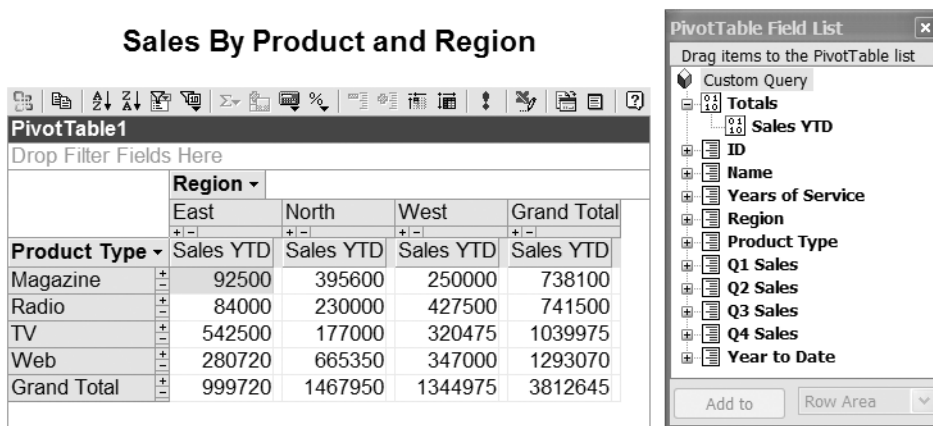 Sales By Product and Region
PivotTable1
Drop Filter Fields Here
Region
East North West Grand Total
Product Type Sales YTD Sales YTD Sales YTD Sales YTD
Magazine 92500 395600 250000 738100
Radio 84000 230000 427500 741500
TV 542500 177000 320475 1039975
Web 280720 665350 347000 1293070
Grand Total 999720 1467950 1344975 3812645
PivotTable Field List
Drag items to the PivotTable list
Custom Query
Totals
Sales YTD
ID
Name
Years of Service
Region
Product Type
Q1 Sales
Q2 Sales
Q3 Sales
Q4 Sales
Year to Date
Add to Row Area